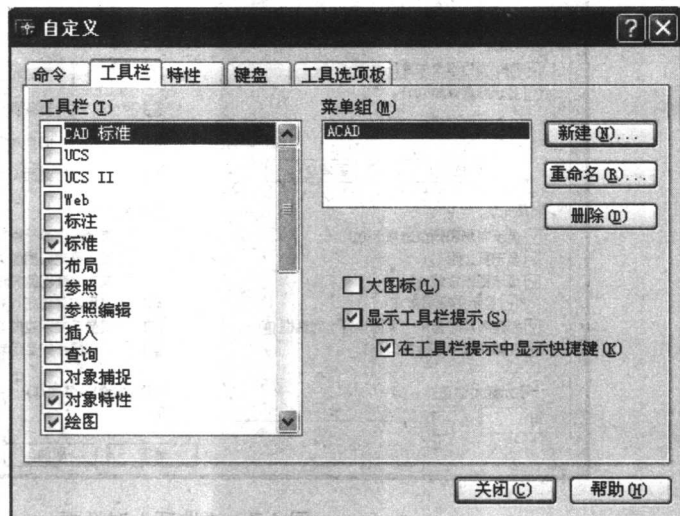 自定义
命令 工具栏 特性 键盘 工具选项板
工具栏(T)
CAD 标准
UCS
UCS II
Web
标注
标准
布局
参照
参照编辑
插入
查询
对象捕捉
对象特性
绘图
菜单组(M)
ACAD
新建(N)...
重命名(R)...
删除(D)
大图标(L)
显示工具栏提示(S)
在工具栏提示中显示快捷键(K)
关闭(C)
帮助(H)